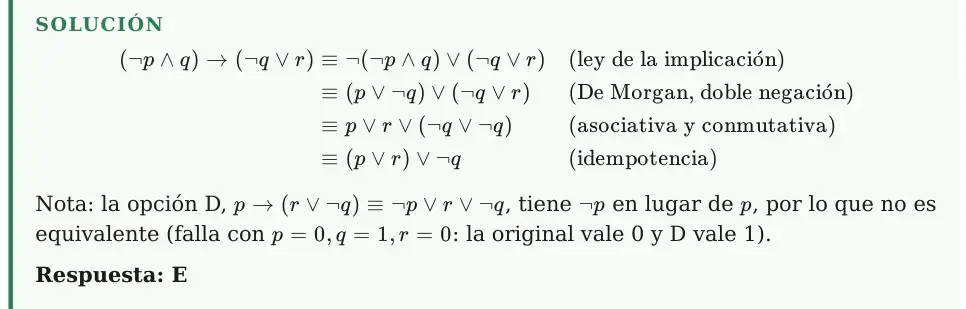 SOLUCIÓN
(¬p ∧ q) → (¬q ∨ r) ≡ ¬(¬p ∧ q) ∨ (¬q ∨ r) (ley de la implicación)
≡ (p ∨ ¬q) ∨ (¬q ∨ r) (De Morgan, doble negación)
≡ p ∨ r ∨ (¬q ∨ ¬q) (asociativa y conmutativa)
≡ (p ∨ r) ∨ ¬q (idempotencia)
Nota: la opción D, p → (r ∨ ¬q) ≡ ¬p ∨ r ∨ ¬q, tiene ¬p en lugar de p, por lo que no es
equivalente (falla con p = 0, q = 1, r = 0: la original vale 0 y D vale 1).
Respuesta: E